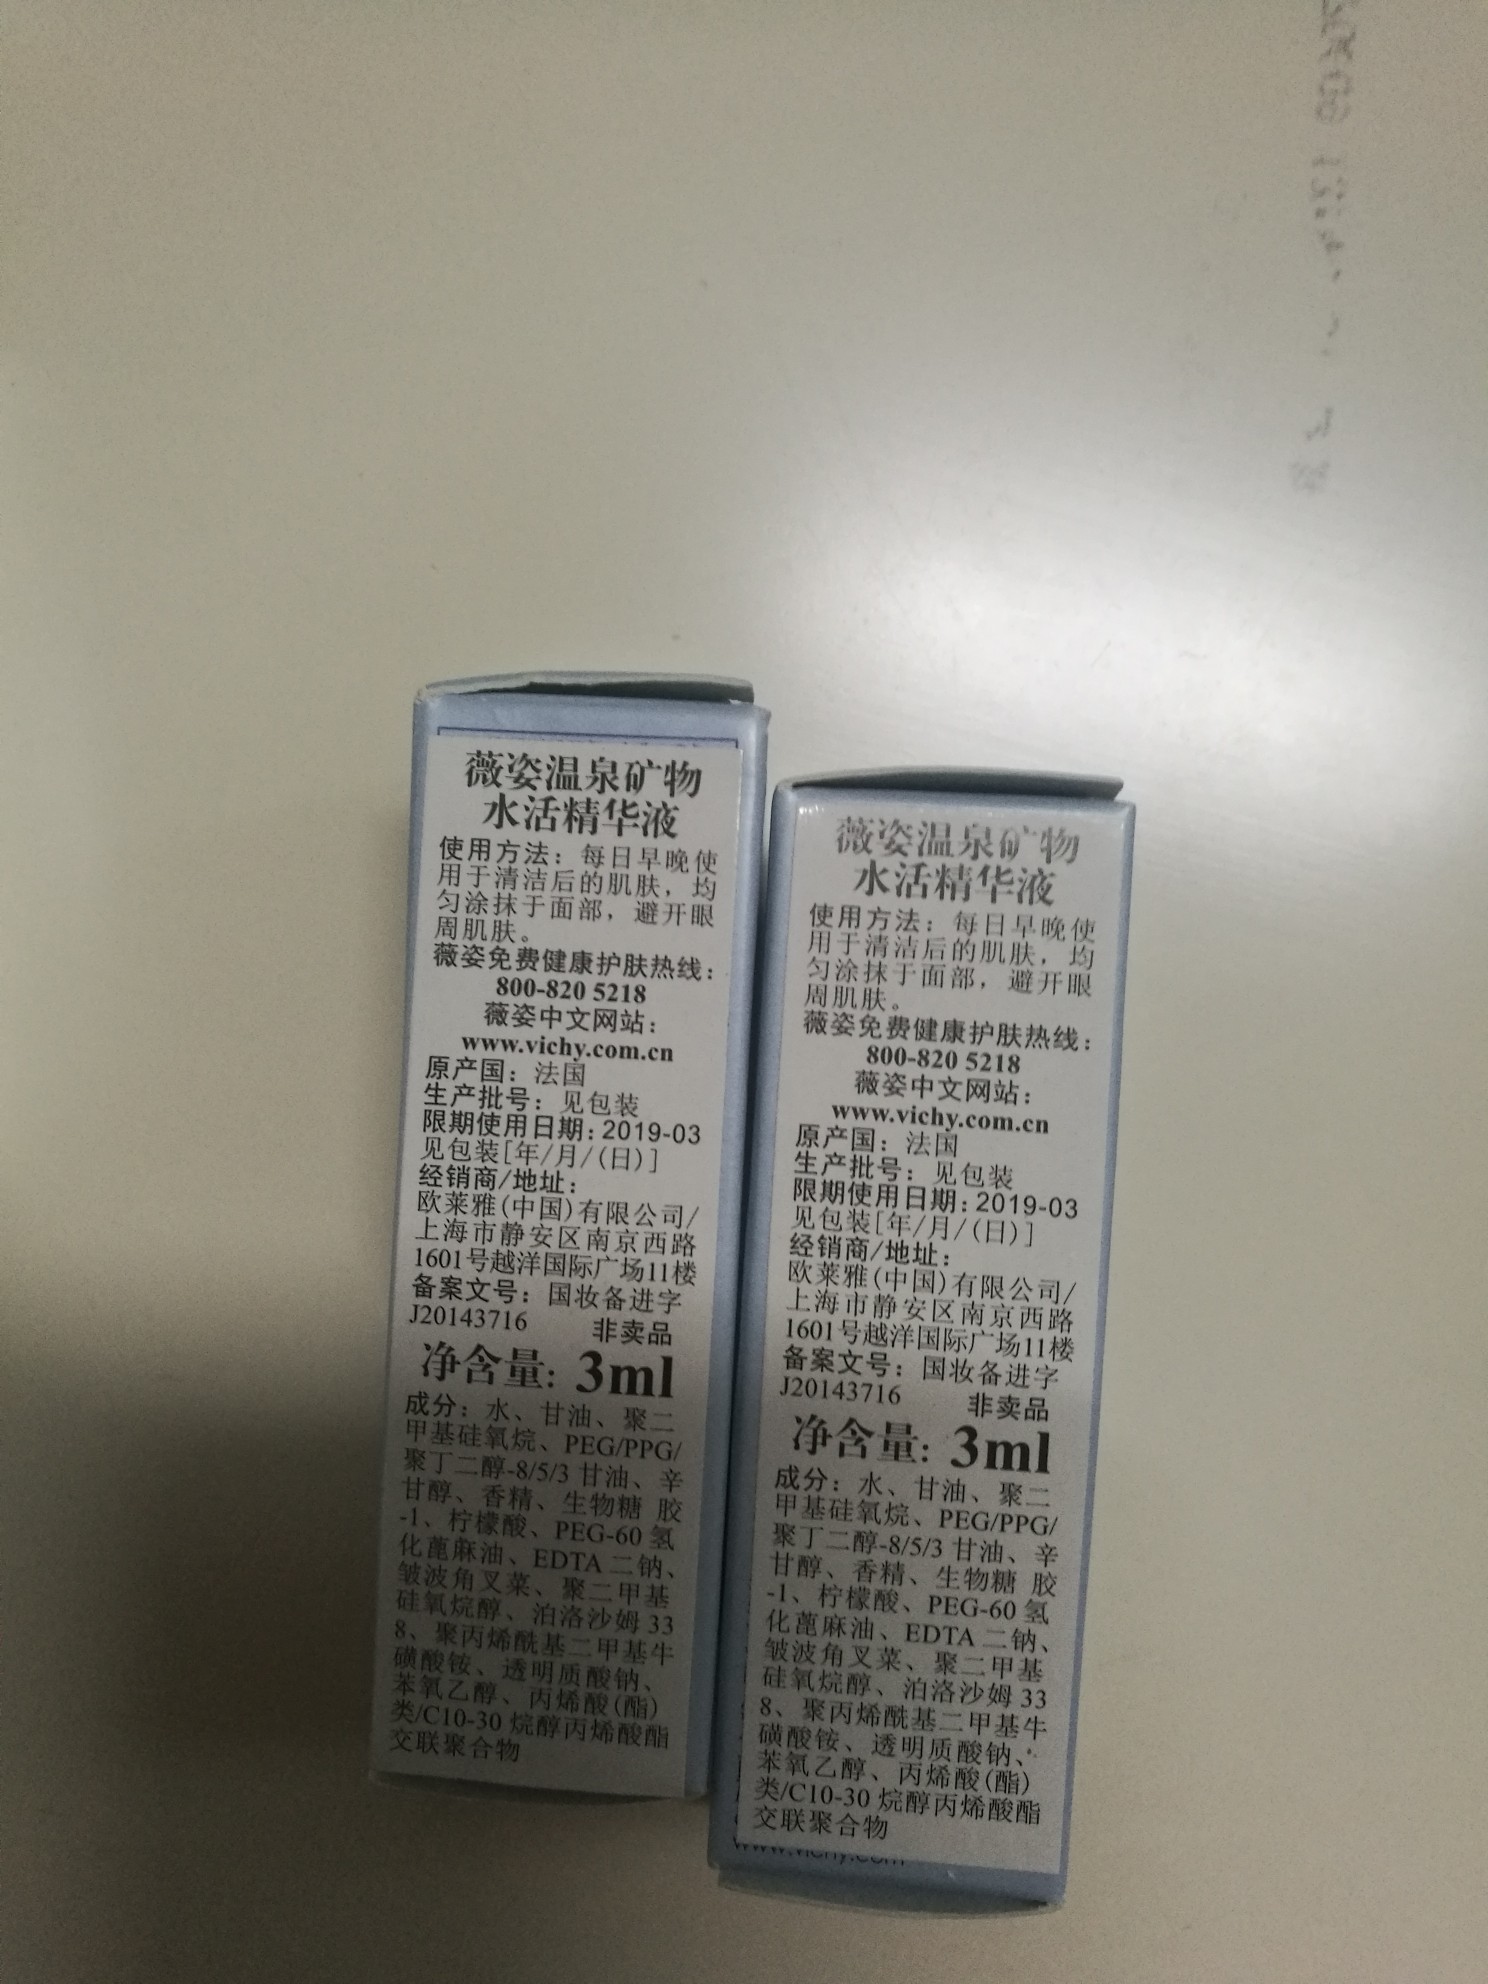 薇姿温泉矿物
水活精华液
使用方法：每日早晚使
用于清洁后的肌肤，均
匀涂抹于面部，避开眼
周肌肤。
薇姿免费健康护肤热线：
800-820 5218
薇姿中文网站：
www.vichy.com.cn
原产国：法国
生产批号：见包装
限期使用日期：2019-03
见包装[年/月/(日)]
经销商/地址：
欧莱雅(中国)有限公司/
上海市静安区南京西路
1601号越洋国际广场11楼
备案文号：国妆备进字
J20143716 非卖品
净含量：3ml
成分：水、甘油、聚二
甲基硅氧烷、PEG/PPG/
聚丁二醇-8/5/3 甘油、辛
甘醇、香精、生物糖 胶
-1、柠檬酸、PEG-60 氢
化蓖麻油、EDTA 二钠、
皱波角叉菜、聚二甲基
硅氧烷醇、泊洛沙姆 33
8、聚丙烯酰基二甲基牛
磺酸铵、透明质酸钠、
苯氧乙醇、丙烯酸(酯)
类/C10-30 烷醇丙烯酸酯
交联聚合物
薇姿温泉矿物
水活精华液
使用方法：每日早晚使
用于清洁后的肌肤，均
匀涂抹于面部，避开眼
周肌肤。
薇姿免费健康护肤热线：
800-820 5218
薇姿中文网站：
www.vichy.com.cn
原产国：法国
生产批号：见包装
限期使用日期：2019-03
见包装[年/月/(日)]
经销商/地址：
欧莱雅(中国)有限公司/
上海市静安区南京西路
1601号越洋国际广场11楼
备案文号：国妆备进字
J20143716 非卖品
净含量：3ml
成分：水、甘油、聚二
甲基硅氧烷、PEG/PPG/
聚丁二醇-8/5/3 甘油、辛
甘醇、香精、生物糖 胶
-1、柠檬酸、PEG-60 氢
化蓖麻油、EDTA 二钠、
皱波角叉菜、聚二甲基
硅氧烷醇、泊洛沙姆 33
8、聚丙烯酰基二甲基牛
磺酸铵、透明质酸钠、
苯氧乙醇、丙烯酸(酯)
类/C10-30 烷醇丙烯酸酯
交联聚合物
www.vichy.com